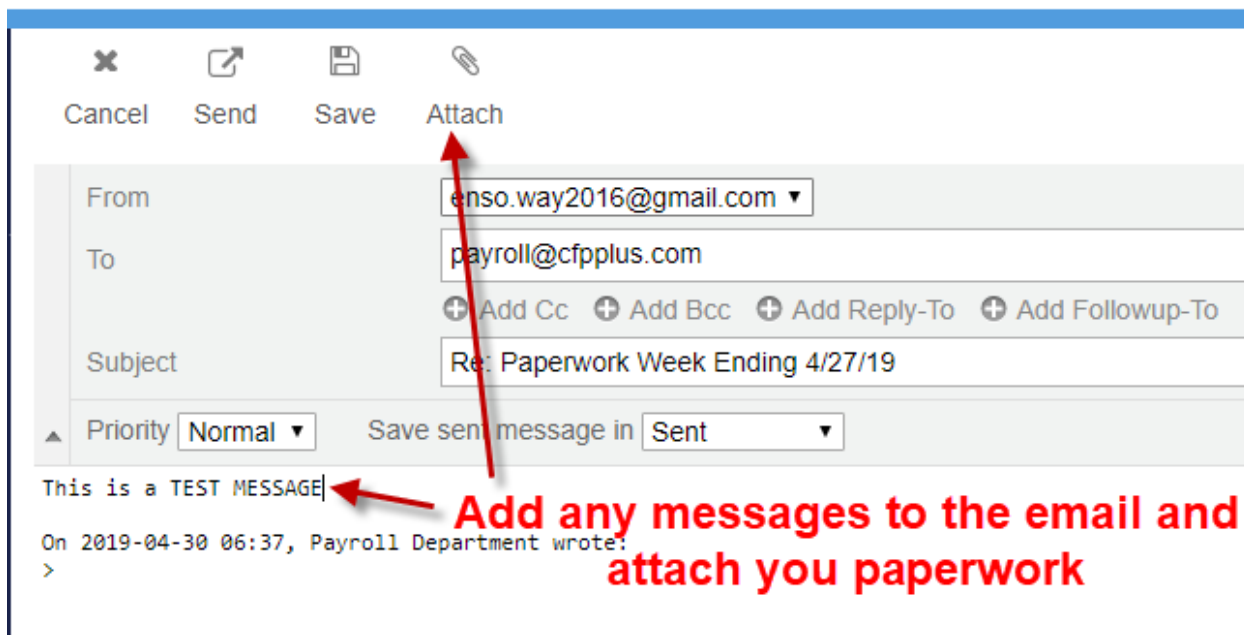 Cancel Send Save Attach
From enso.way2016@gmail.com
To payroll@cfpplus.com
Add Cc Add Bcc Add Reply-To Add Followup-To
Subject Re: Paperwork Week Ending 4/27/19
Priority Normal Save sent message in Sent
This is a TEST MESSAGE
Add any messages to the email and
attach you paperwork
On 2019-04-30 06:37, Payroll Department wrote:
>